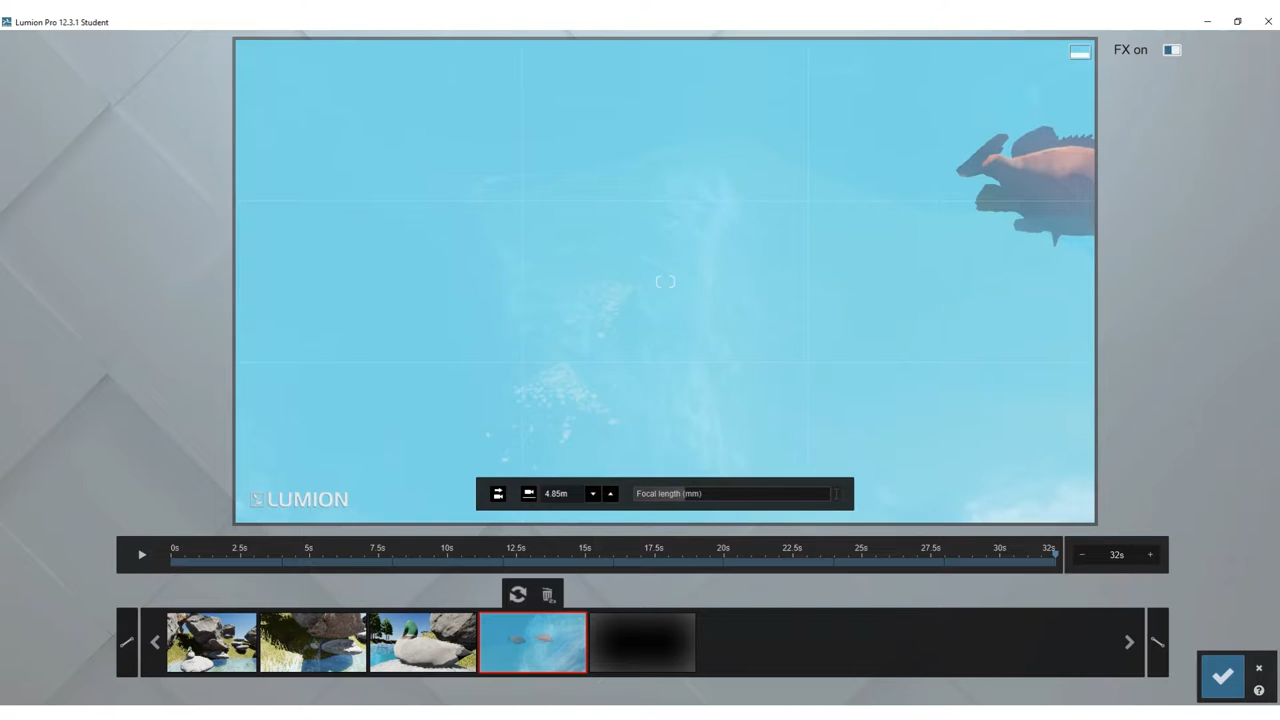 Lumion Pro 12.3.1 Student
FX on
4.85m
Focal length (mm)
LUMION
0s 2.5s 5s 7.5s 10s 12.5s 15s 17.5s 20s 22.5s 25s 27.5s 30s 32s
− 32s +